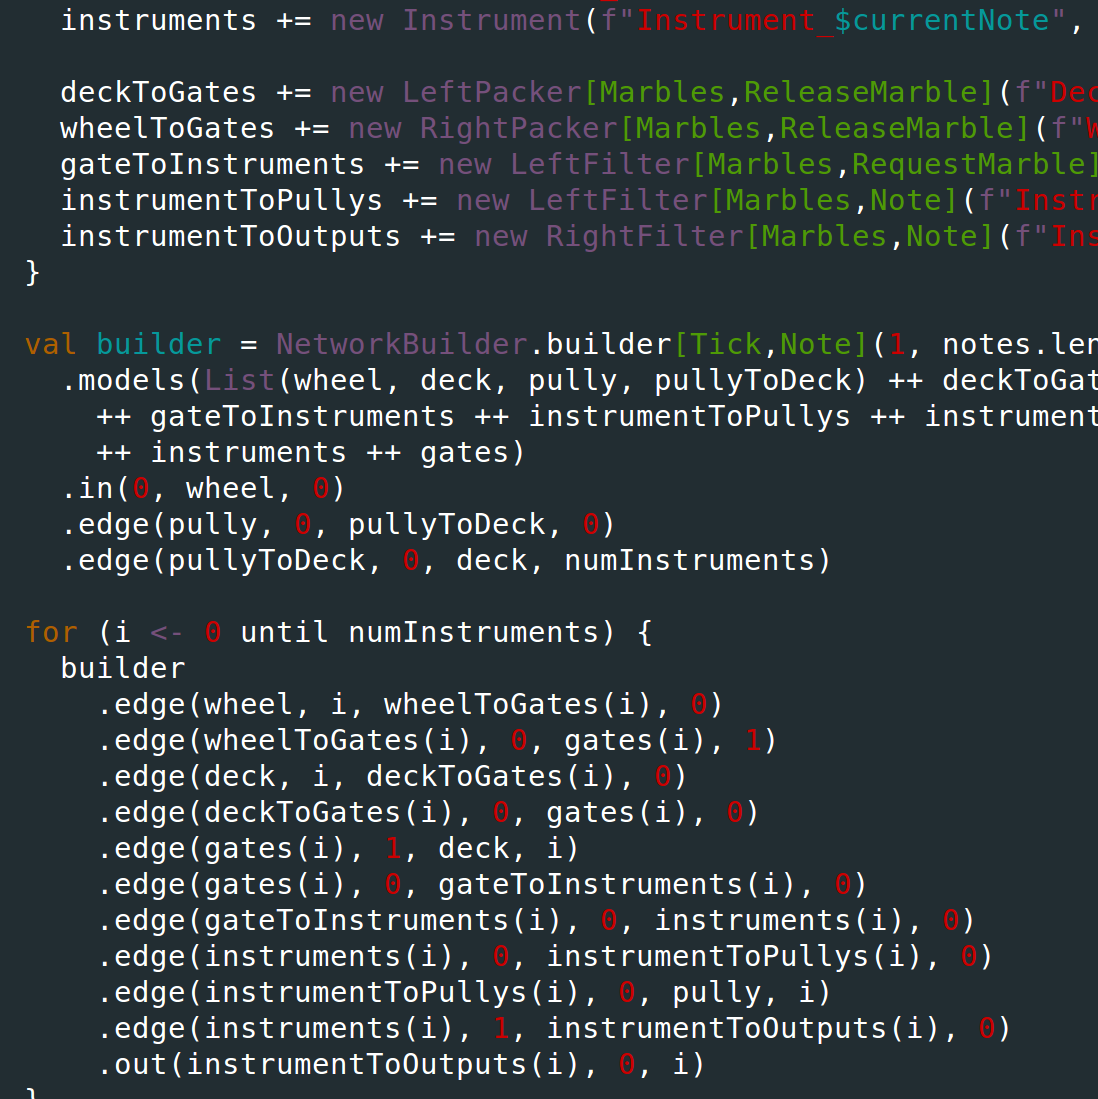 instruments += new Instrument(f"Instrument_$currentNote",
deckToGates += new LeftPacker[Marbles,ReleaseMarble](f"Dec
wheelToGates += new RightPacker[Marbles,ReleaseMarble](f"W
gateToInstruments += new LeftFilter[Marbles,RequestMarble]
instrumentToPullys += new LeftFilter[Marbles,Note](f"Instr
instrumentToOutputs += new RightFilter[Marbles,Note](f"Ins
}
val builder = NetworkBuilder.builder[Tick,Note](1, notes.len
.models(List(wheel, deck, pully, pullyToDeck) ++ deckToGat
++ gateToInstruments ++ instrumentToPullys ++ instrument
++ instruments ++ gates)
.in(0, wheel, 0)
.edge(pully, 0, pullyToDeck, 0)
.edge(pullyToDeck, 0, deck, numInstruments)
for (i <- 0 until numInstruments) {
builder
.edge(wheel, i, wheelToGates(i), 0)
.edge(wheelToGates(i), 0, gates(i), 1)
.edge(deck, i, deckToGates(i), 0)
.edge(deckToGates(i), 0, gates(i), 0)
.edge(gates(i), 1, deck, i)
.edge(gates(i), 0, gateToInstruments(i), 0)
.edge(gateToInstruments(i), 0, instruments(i), 0)
.edge(instruments(i), 0, instrumentToPullys(i), 0)
.edge(instrumentToPullys(i), 0, pully, i)
.edge(instruments(i), 1, instrumentToOutputs(i), 0)
.out(instrumentToOutputs(i), 0, i)
}